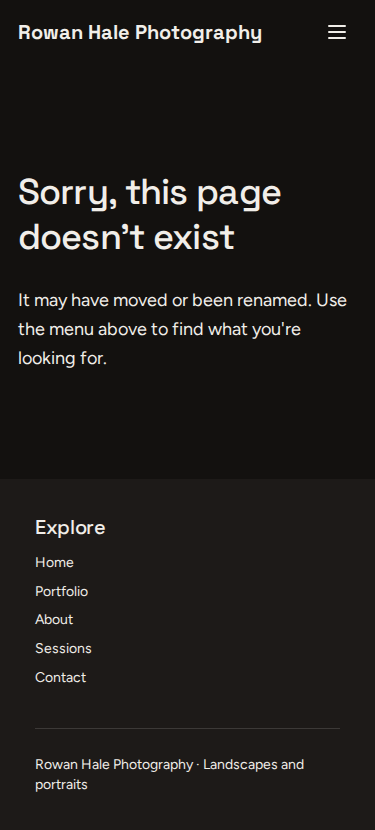 Rowan Hale Photography
Sorry, this page
doesn’t exist
It may have moved or been renamed. Use
the menu above to find what you're
looking for.
Explore
Home
Portfolio
About
Sessions
Contact
Rowan Hale Photography · Landscapes and
portraits